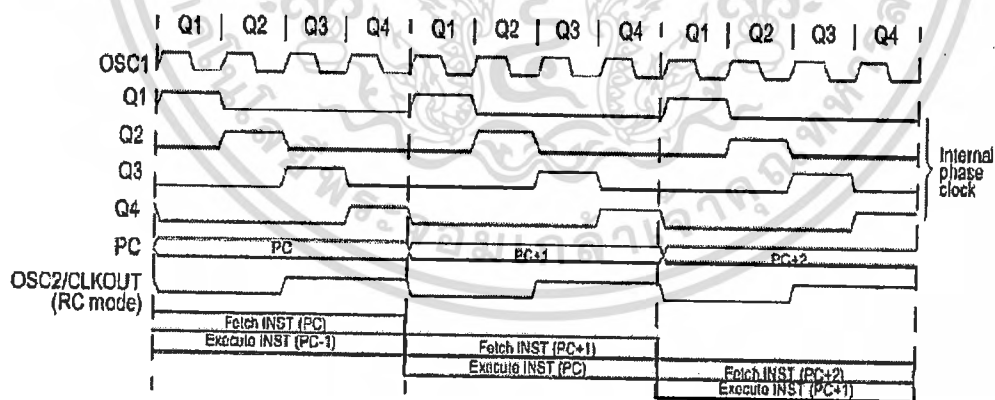 Q1 | Q2 | Q3 | Q4 | Q1 | Q2 | Q3 | Q4 | Q1 | Q2 | Q3 | Q4
OSC1
Q1
Q2
Q3
Q4
Internal
phase
clock
PC
PC
PC+1
PC+2
OSC2/CLKOUT
(RC mode)
Fetch INST (PC)
Execute INST (PC-1)
Fetch INST (PC+1)
Execute INST (PC)
Fetch INST (PC+2)
Execute INST (PC+1)